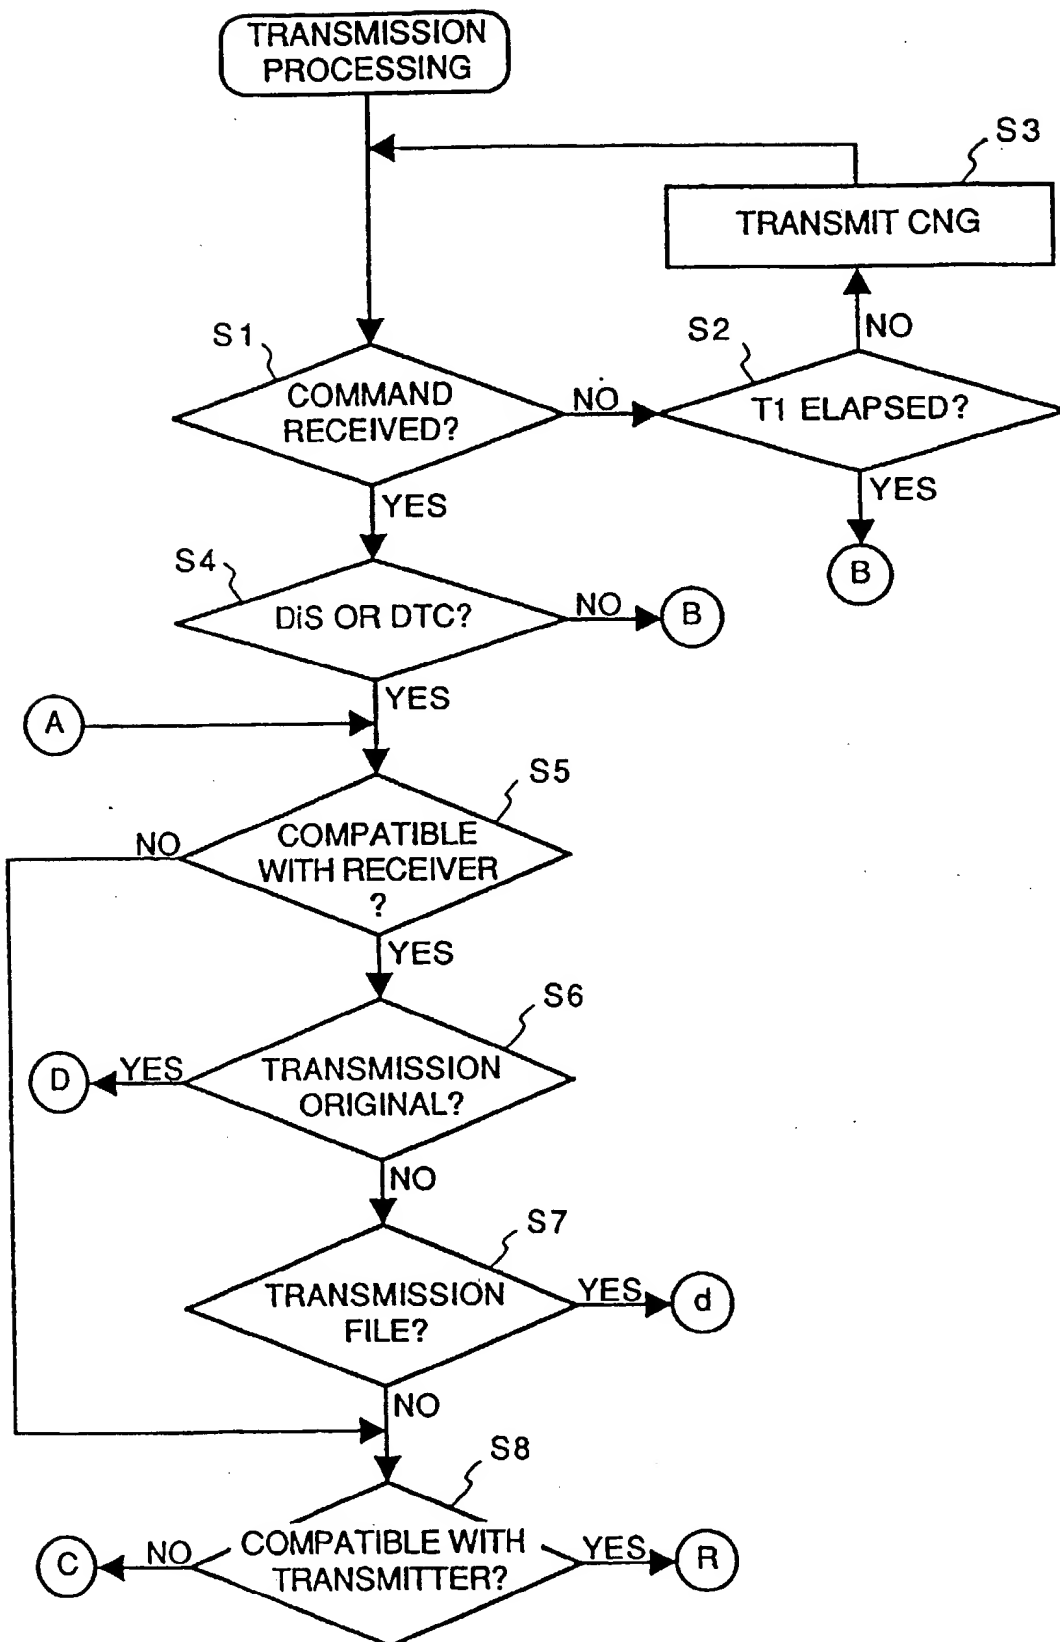 TRANSMISSION
PROCESSING
S3
TRANSMIT CNG
NO
S1
S2
COMMAND
RECEIVED?
NO
T1 ELAPSED?
YES
YES
B
S4
DiS OR DTC?
NO
B
YES
A
S5
NO
COMPATIBLE
WITH RECEIVER
?
YES
S6
D
YES
TRANSMISSION
ORIGINAL?
NO
S7
TRANSMISSION
FILE?
YES
d
NO
S8
C
NO
COMPATIBLE WITH
TRANSMITTER?
YES
R